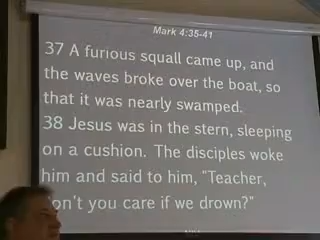 Mark 4:35-41
37 A furious squall came up, and
the waves broke over the boat, so
that it was nearly swamped.
38 Jesus was in the stern, sleeping
on a cushion. The disciples woke
him and said to him, "Teacher,
don't you care if we drown?"